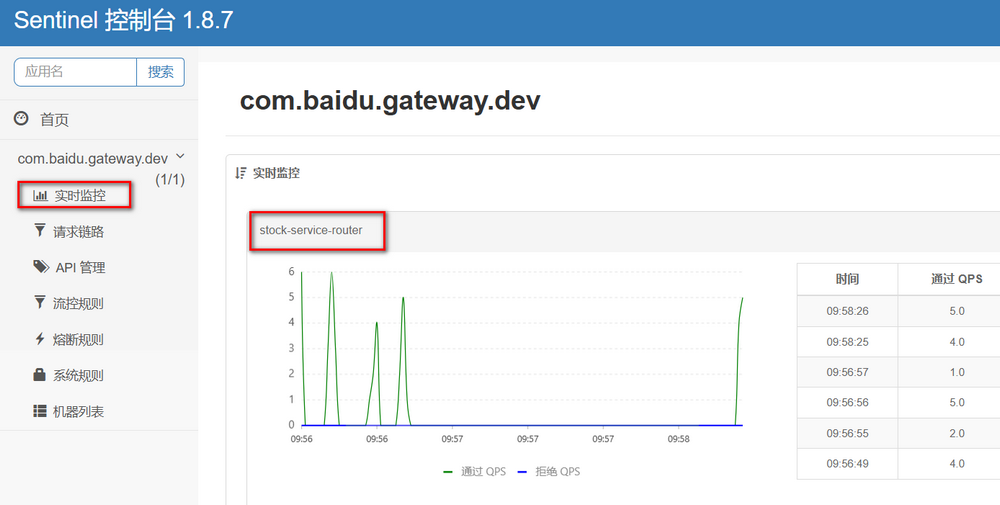 Sentinel 控制台 1.8.7
应用名 搜索
首页
com.baidu.gateway.dev
(1/1)
实时监控
请求链路
API 管理
流控规则
熔断规则
系统规则
机器列表
com.baidu.gateway.dev
实时监控
stock-service-router
6
5
4
3
2
1
0
09:56 09:56 09:57 09:57 09:57 09:58
通过 QPS 拒绝 QPS
时间 通过 QPS
09:58:26 5.0
09:58:25 4.0
09:56:57 1.0
09:56:56 5.0
09:56:55 2.0
09:56:49 4.0